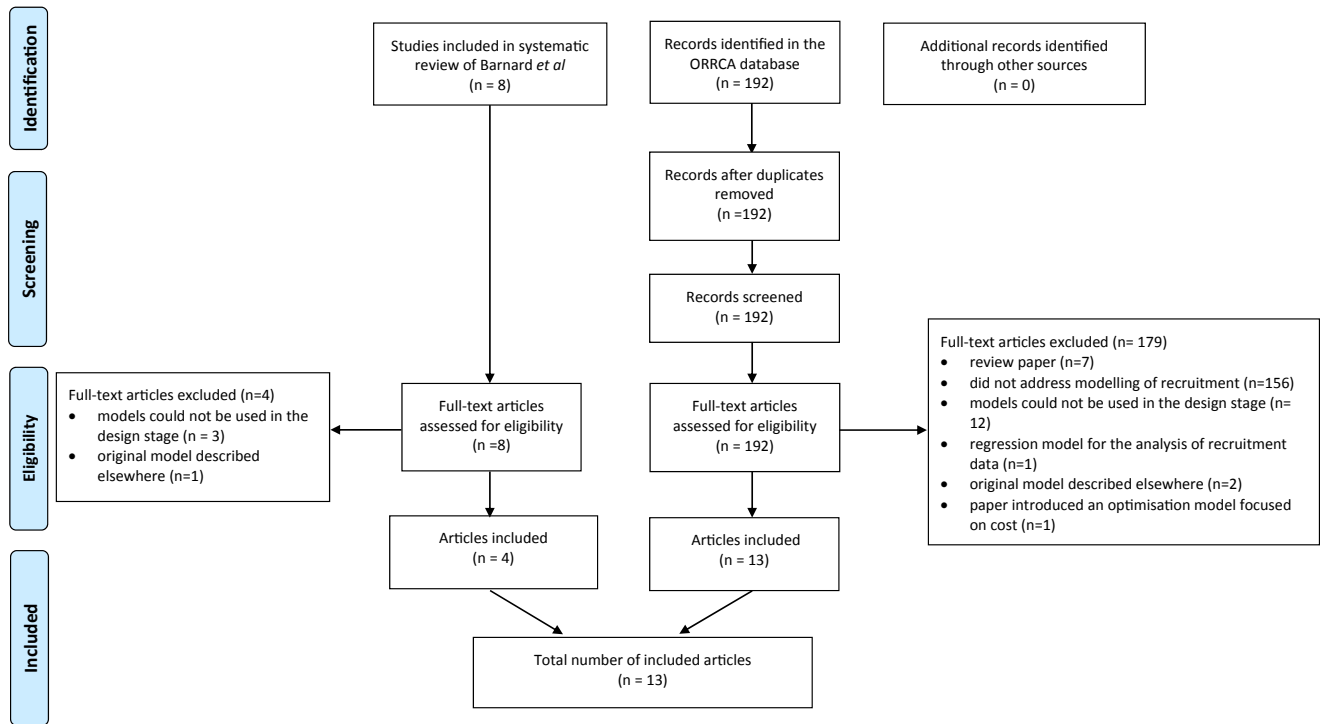 Identification
Studies included in systematic
review of Barnard et al
(n = 8)
Records identified in the
ORRCA database
(n = 192)
Additional records identified
through other sources
(n = 0)
Screening
Records after duplicates
removed
(n =192)
Records screened
(n = 192)
Eligibility
Full-text articles excluded (n=4)
• models could not be used in the
design stage (n = 3)
• original model described
elsewhere (n=1)
Full-text articles
assessed for eligibility
(n =8)
Full-text articles
assessed for eligibility
(n = 192)
Full-text articles excluded (n= 179)
• review paper (n=7)
• did not address modelling of recruitment (n=156)
• models could not be used in the design stage (n=
12)
• regression model for the analysis of recruitment
data (n=1)
• original model described elsewhere (n=2)
• paper introduced an optimisation model focused
on cost (n=1)
Included
Articles included
(n = 4)
Articles included
(n = 13)
Total number of included articles
(n = 13)